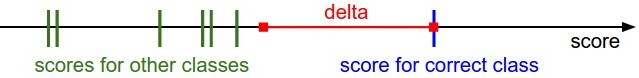 delta
score
scores for other classes
score for correct class